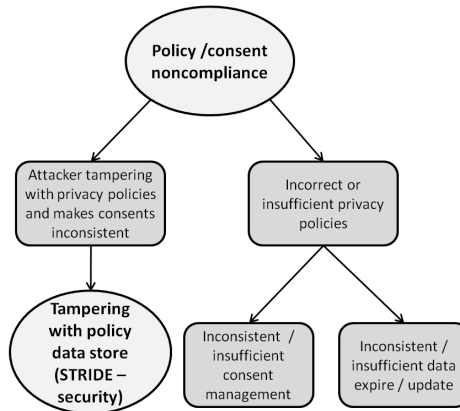 Policy /consent
noncompliance
Attacker tampering
with privacy policies
and makes consents
inconsistent
Incorrect or
insufficient privacy
policies
Tampering
with policy
data store
(STRIDE –
security)
Inconsistent /
insufficient
consent
management
Inconsistent /
insufficient data
expire / update